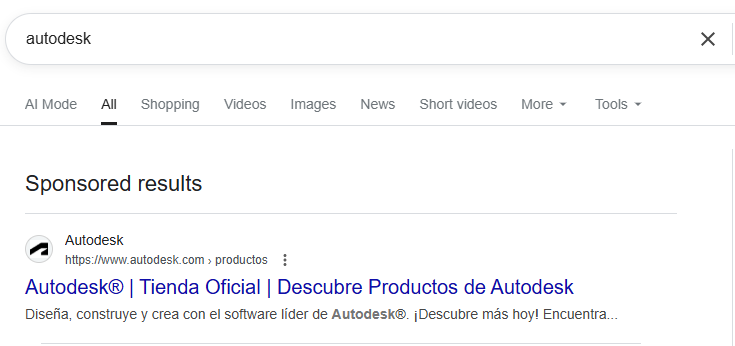 autodesk
AI Mode All Shopping Videos Images News Short videos More Tools
Sponsored results
Autodesk
https://www.autodesk.com › productos
Autodesk® | Tienda Oficial | Descubre Productos de Autodesk
Diseña, construye y crea con el software líder de Autodesk®. ¡Descubre más hoy! Encuentra...